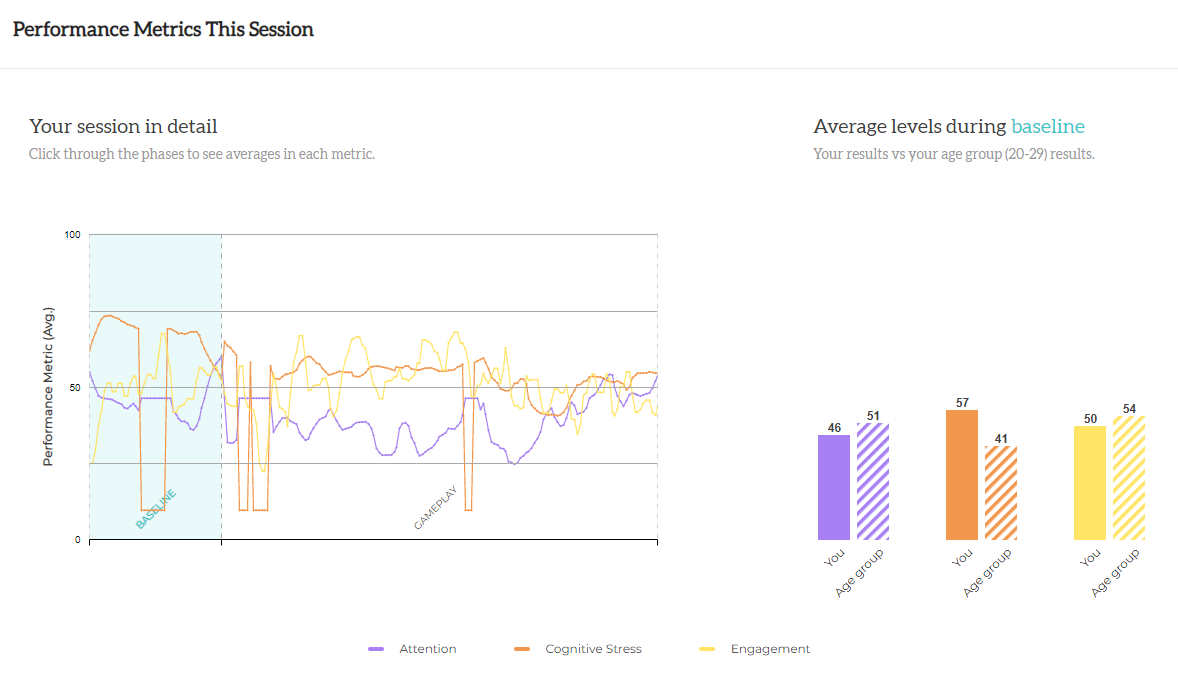 Performance Metrics This Session
Your session in detail
Click through the phases to see averages in each metric.
Average levels during baseline
Your results vs your age group (20-29) results.
100
50
0
Performance Metric (Avg.)
BASELINE
GAMEPLAY
46
51
57
41
50
54
You
Age group
You
Age group
You
Age group
Attention
Cognitive Stress
Engagement